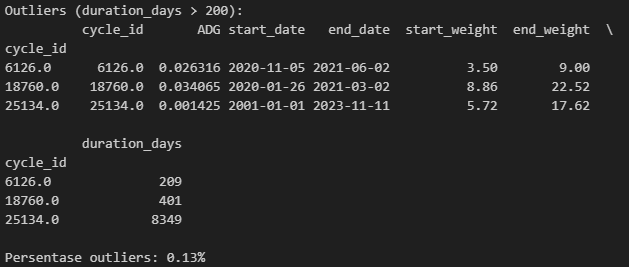 Outliers (duration_days > 200):
          cycle_id       ADG start_date   end_date  start_weight  end_weight  \
cycle_id
6126.0      6126.0  0.026316 2020-11-05 2021-06-02          3.50        9.00
18760.0    18760.0  0.034065 2020-01-26 2021-03-02          8.86       22.52
25134.0    25134.0  0.001425 2001-01-01 2023-11-11          5.72       17.62
          duration_days
cycle_id
6126.0              209
18760.0             401
25134.0            8349
Persentase outliers: 0.13%